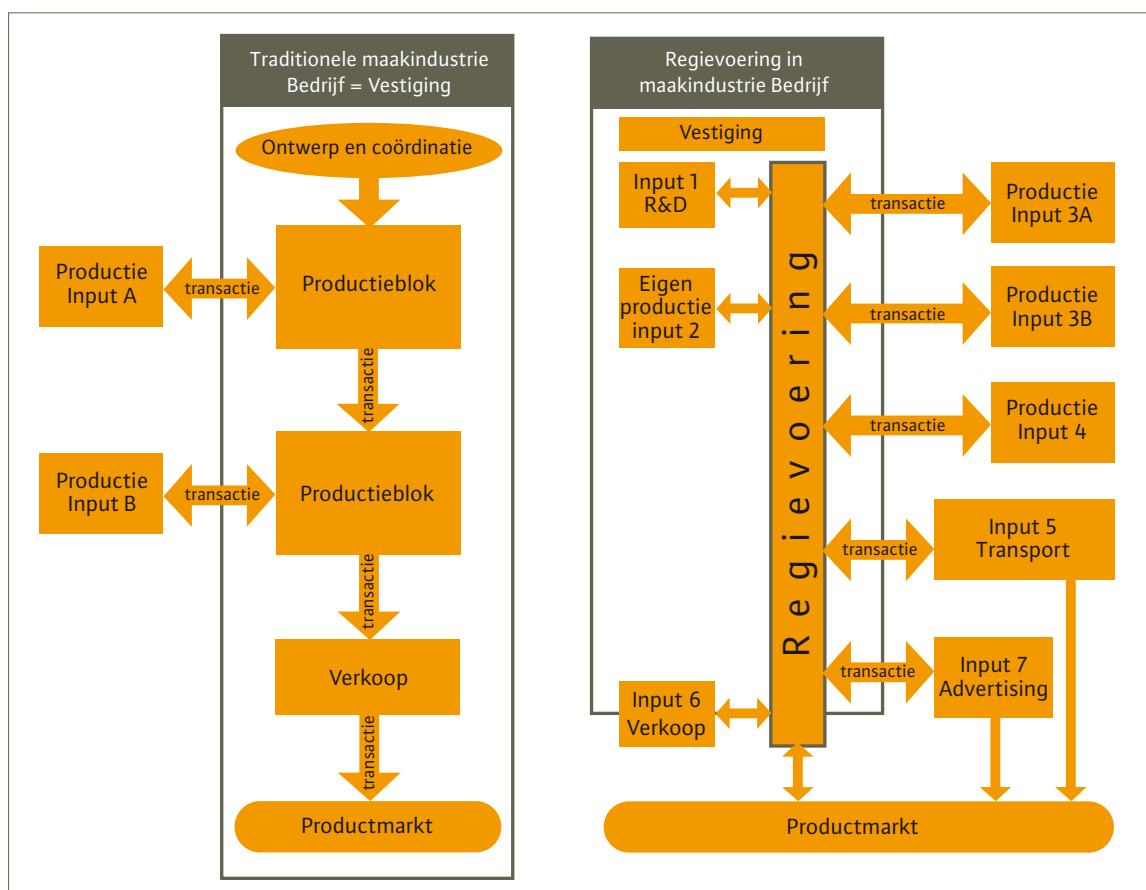 Traditionele maakindustrie
Bedrijf = Vestiging
Ontwerp en coördinatie
Productie
Input A
transactie
Productieblok
transactie
Productie
Input B
transactie
Productieblok
transactie
Verkoop
transactie
Productmarkt
Regievoering in
maakindustrie Bedrijf
Vestiging
Input 1
R&D
Eigen
productie
input 2
Input 6
Verkoop
Regievoering
transactie
Productie
Input 3A
transactie
Productie
Input 3B
transactie
Productie
Input 4
transactie
Input 5
Transport
transactie
Input 7
Advertising
Productmarkt